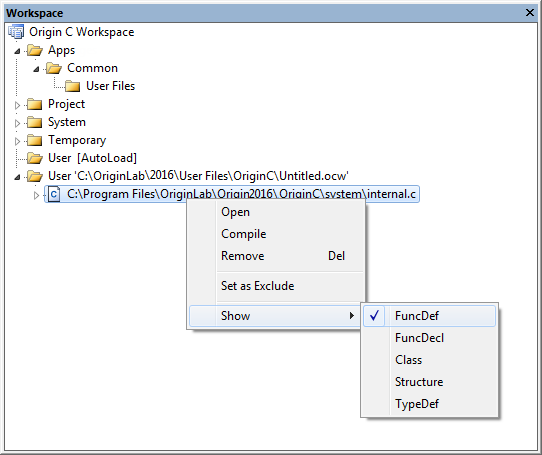 Workspace
Origin C Workspace
Apps
Common
User Files
Project
System
Temporary
User [AutoLoad]
User 'C:\OriginLab\2016\User Files\OriginC\Untitled.ocw'
C:\Program Files\OriginLab\Origin2016\OriginC\system\internal.c
Open
Compile
Remove Del
Set as Exclude
Show
FuncDef
FuncDecl
Class
Structure
TypeDef